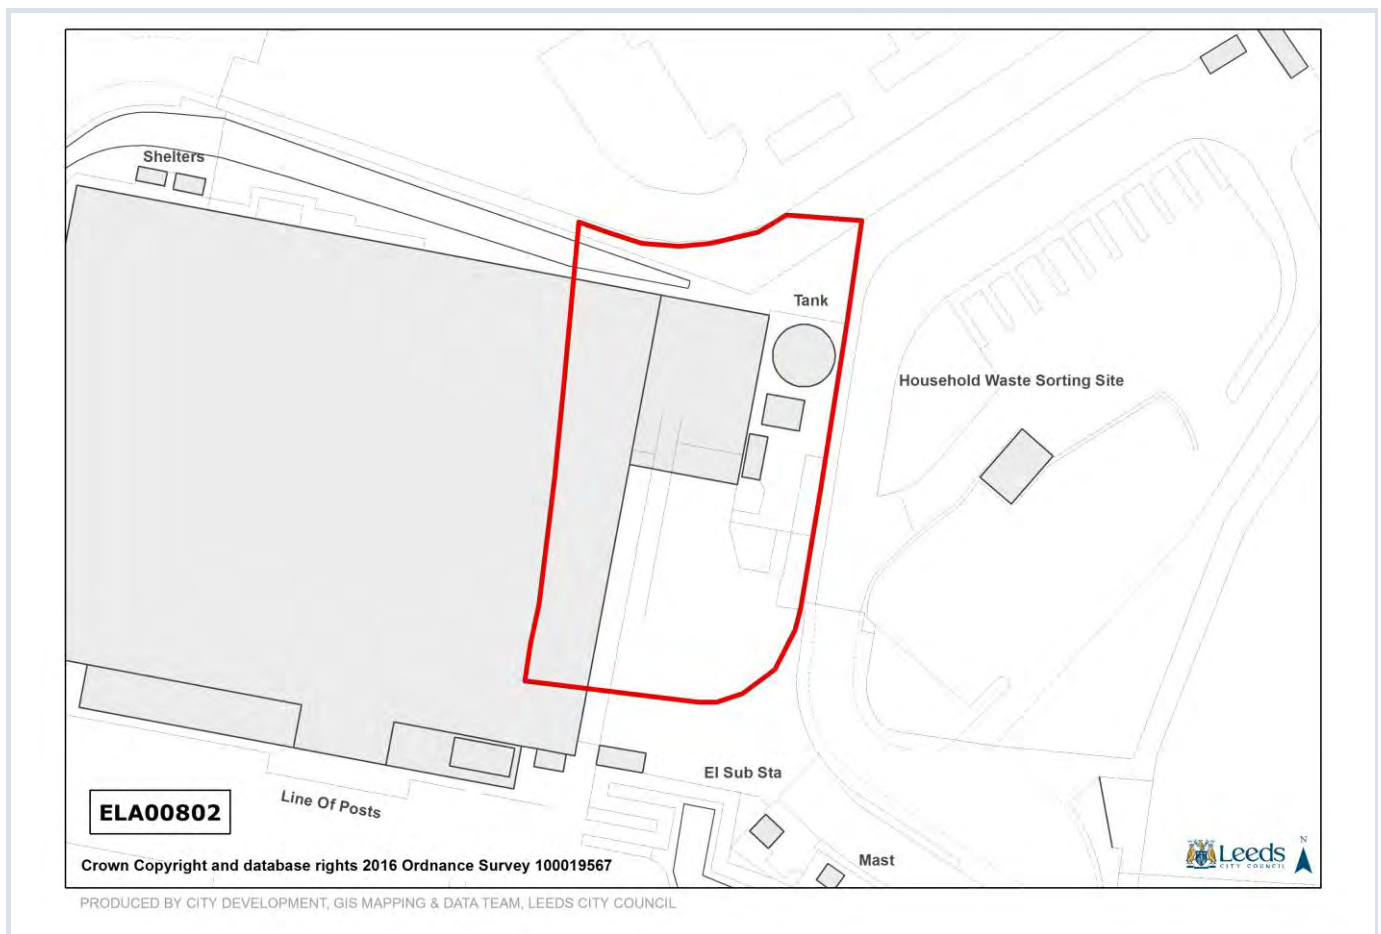 Shelters
Tank
Household Waste Sorting Site
El Sub Sta
Line Of Posts
ELA00802
Mast
Leeds
CITY COUNCIL
N
Crown Copyright and database rights 2016 Ordnance Survey 100019567
PRODUCED BY CITY DEVELOPMENT, GIS MAPPING & DATA TEAM, LEEDS CITY COUNCIL